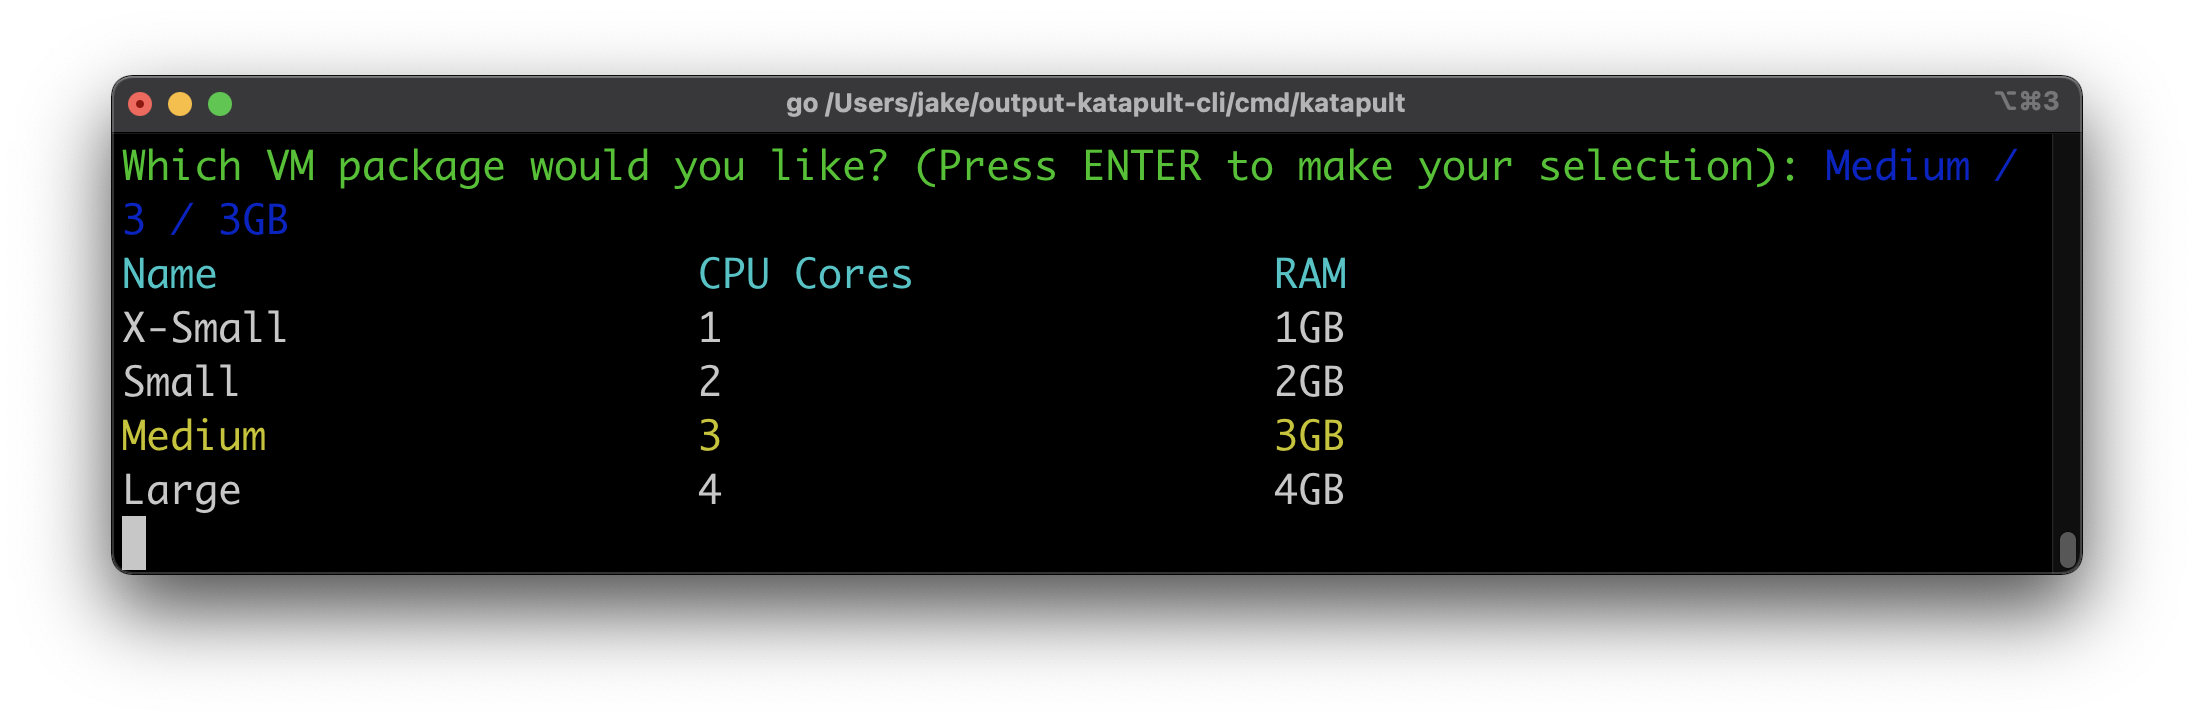 go /Users/jake/output-katapult-cli/cmd/katapult ⌥⌘3
Which VM package would you like? (Press ENTER to make your selection): Medium /
3 / 3GB
Name CPU Cores RAM
X-Small 1 1GB
Small 2 2GB
Medium 3 3GB
Large 4 4GB